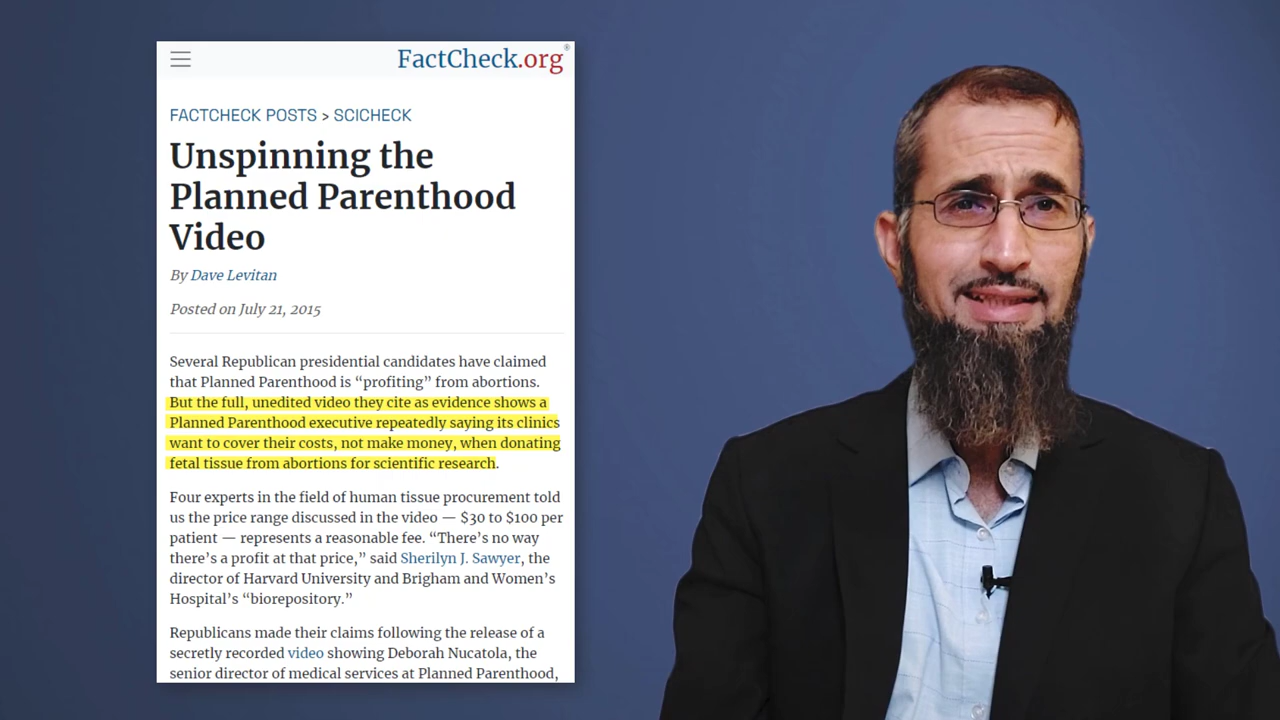 FactCheck.org®
FACTCHECK POSTS > SCICHECK
Unspinning the
Planned Parenthood
Video
By Dave Levitan
Posted on July 21, 2015
Several Republican presidential candidates have claimed
that Planned Parenthood is “profiting” from abortions.
But the full, unedited video they cite as evidence shows a
Planned Parenthood executive repeatedly saying its clinics
want to cover their costs, not make money, when donating
fetal tissue from abortions for scientific research.
Four experts in the field of human tissue procurement told
us the price range discussed in the video — $30 to $100 per
patient — represents a reasonable fee. “There’s no way
there’s a profit at that price,” said Sherilyn J. Sawyer, the
director of Harvard University and Brigham and Women’s
Hospital’s “biorepository.”
Republicans made their claims following the release of a
secretly recorded video showing Deborah Nucatola, the
senior director of medical services at Planned Parenthood,